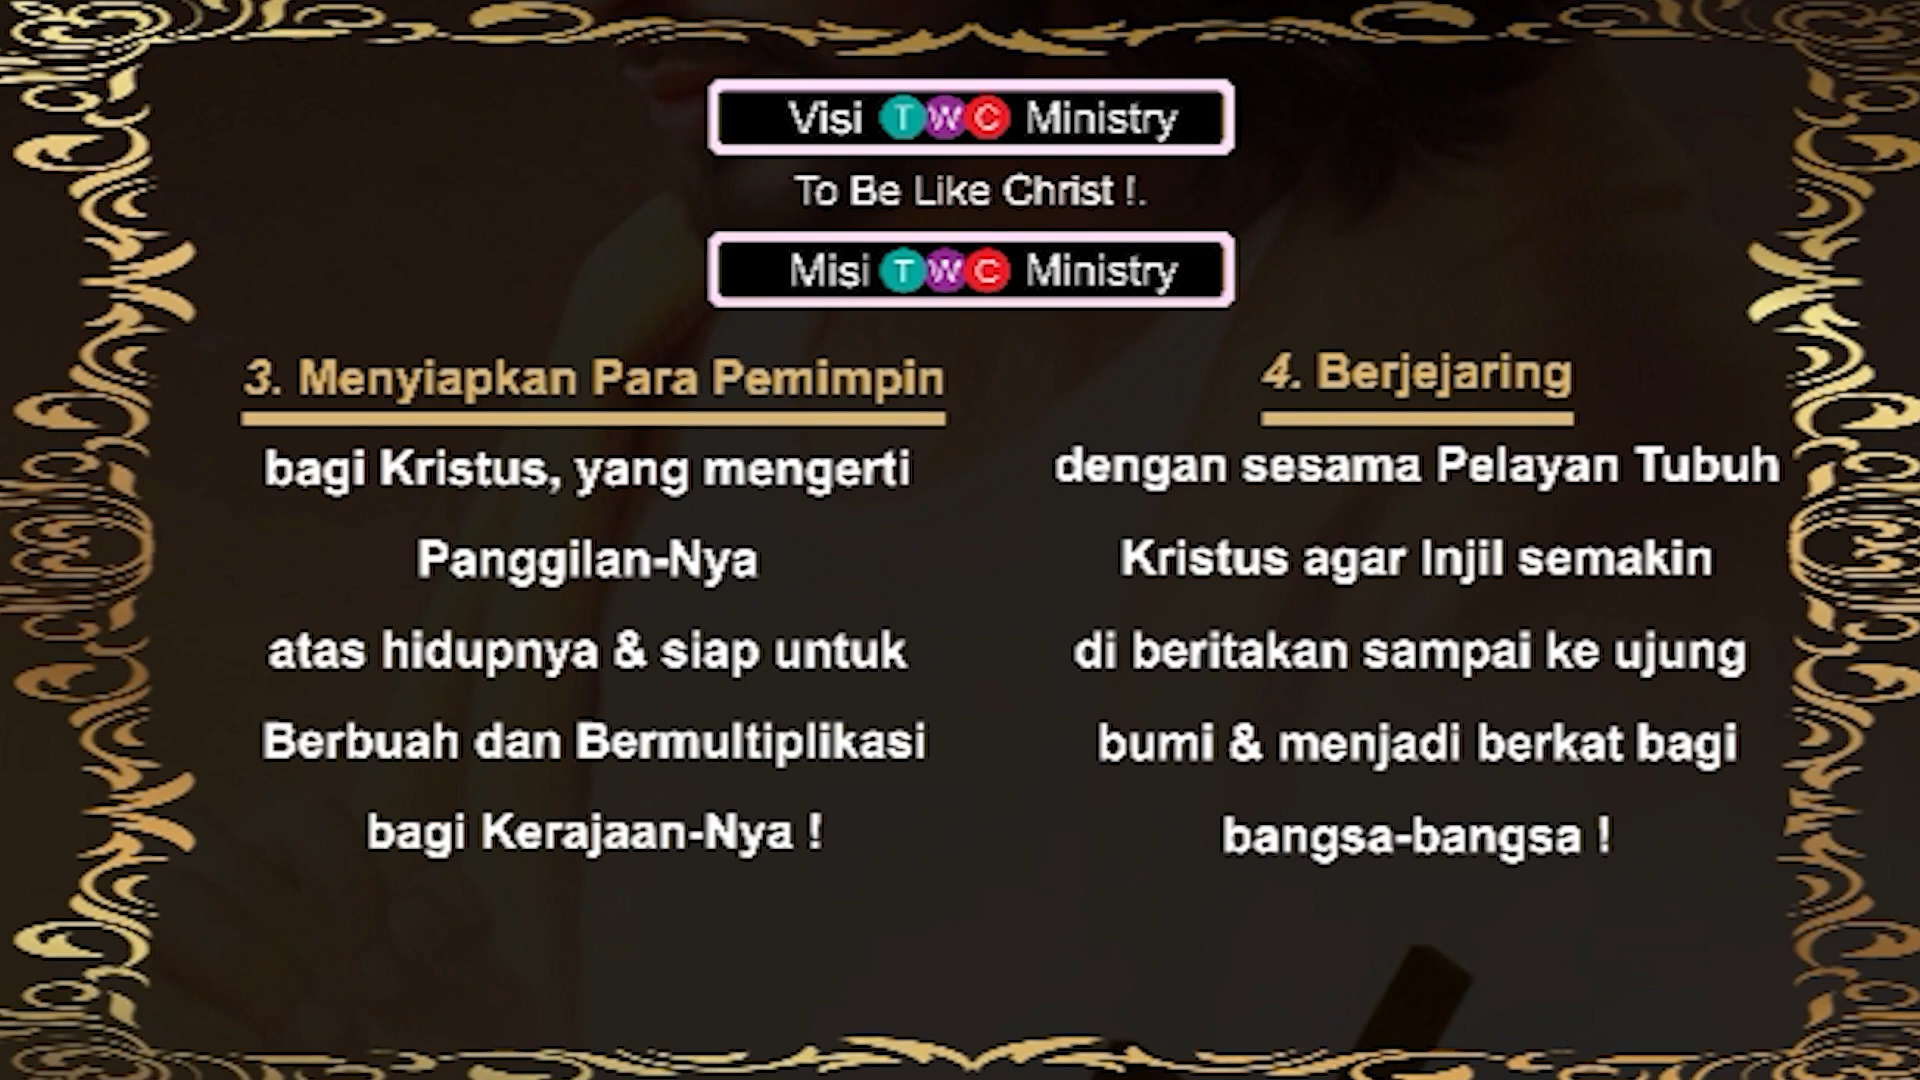 Visi TWC Ministry
To Be Like Christ !.
Misi TWC Ministry
3. Menyiapkan Para Pemimpin
bagi Kristus, yang mengerti
Panggilan-Nya
atas hidupnya & siap untuk
Berbuah dan Bermultiplikasi
bagi Kerajaan-Nya !
4. Berjejaring
dengan sesama Pelayan Tubuh
Kristus agar Injil semakin
di beritakan sampai ke ujung
bumi & menjadi berkat bagi
bangsa-bangsa !